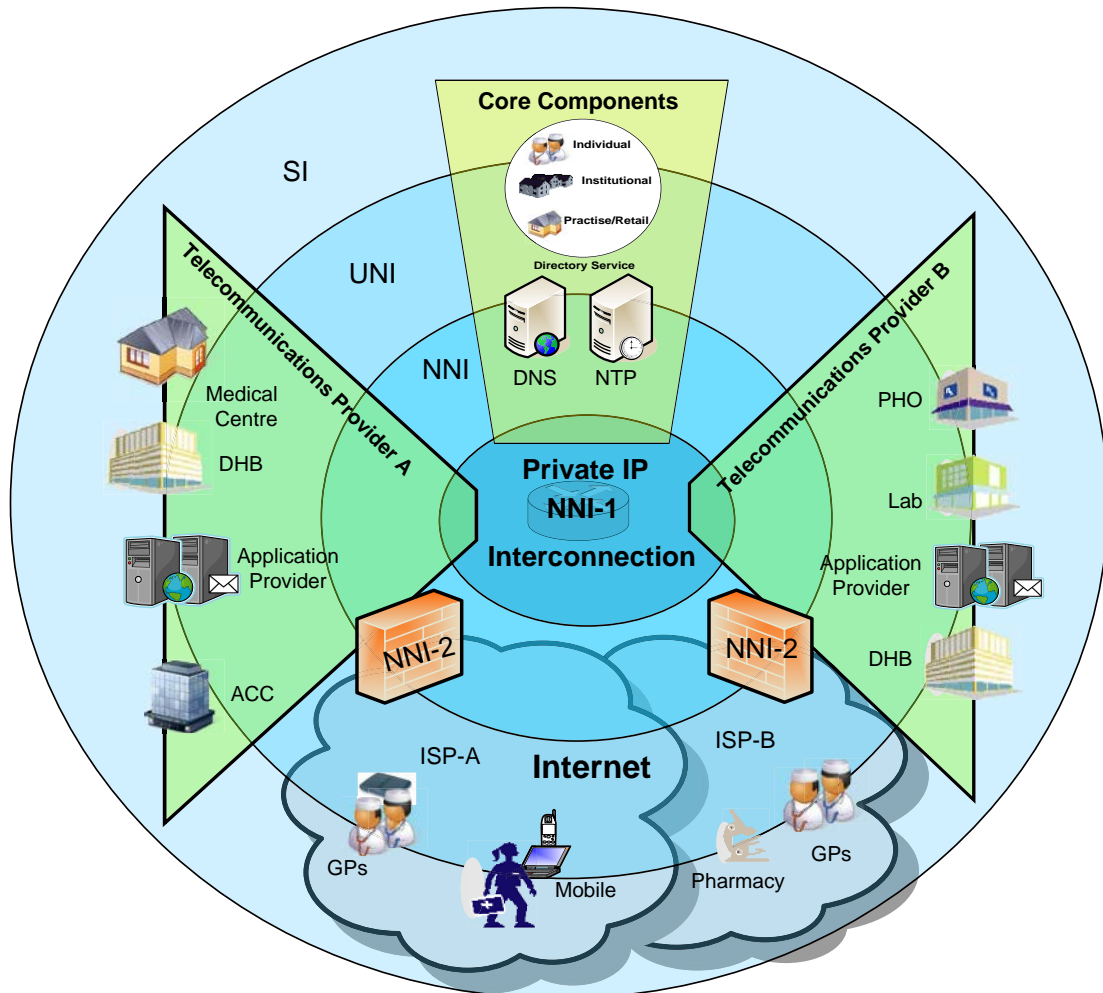 Core Components
Individual
Institutional
Practise/Retail
Directory Service
DNS
NTP
SI
UNI
NNI
Telecommunications Provider A
Medical
Centre
DHB
Application
Provider
ACC
Telecommunications Provider B
PHO
Lab
Application
Provider
DHB
Private IP
NNI-1
Interconnection
NNI-2
NNI-2
ISP-A
ISP-B
Internet
GPs
Mobile
Pharmacy
GPs